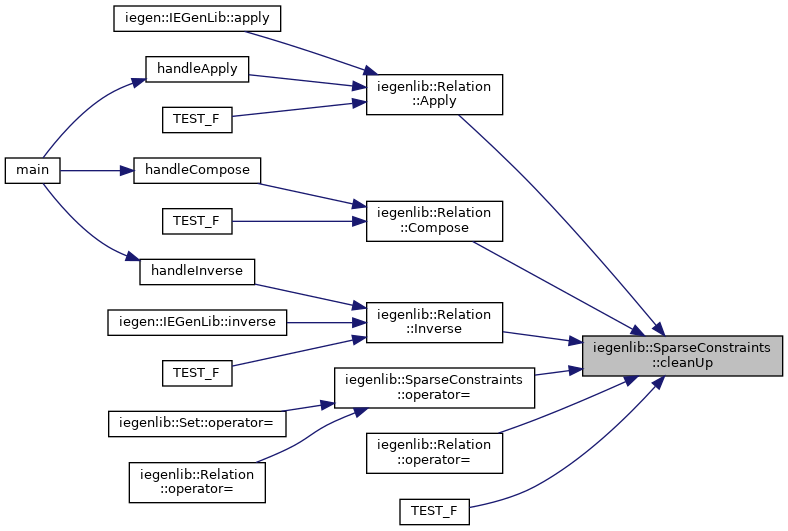 iegen::IEGenLib::apply
handleApply
iegenlib::Relation
::Apply
TEST_F
main
handleCompose
iegenlib::Relation
::Compose
TEST_F
handleInverse
iegenlib::Relation
::Inverse
iegen::IEGenLib::inverse
TEST_F
iegenlib::SparseConstraints
::cleanUp
iegenlib::SparseConstraints
::operator=
iegenlib::Set::operator=
iegenlib::Relation
::operator=
iegenlib::Relation
::operator=
TEST_F